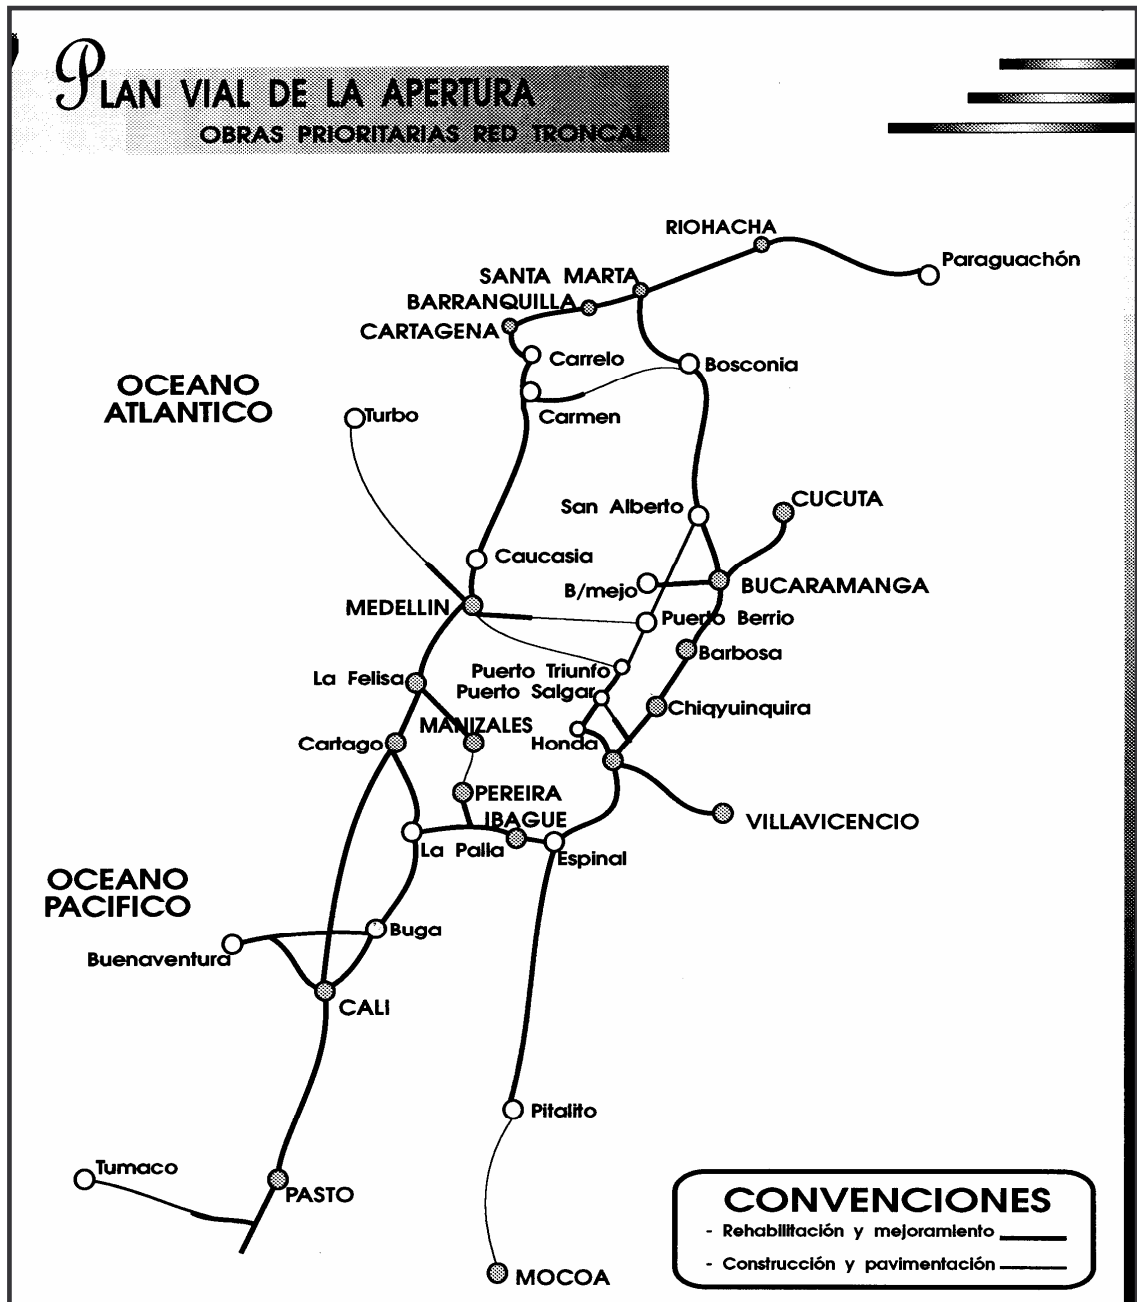 PLAN VIAL DE LA APERTURA
OBRAS PRIORITARIAS RED TRONCAL
RIOHACHA
Paraguachón
SANTA MARTA
BARRANQUILLA
CARTAGENA
Carrelo
Bosconia
OCEANO
ATLANTICO
Turbo
Carmen
San Alberto
CUCUTA
Caucasia
B/mejo
BUCARAMANGA
MEDELLIN
Puerto Berrio
Barbosa
La Felisa
Puerto Triunfo
Puerto Salgar
Chiqyuinquira
MANIZALES
Cartago
Honda
PEREIRA
IBAGUE
VILLAVICENCIO
La Palla
Espinal
OCEANO
PACIFICO
Buga
Buenaventura
CALI
Pitalito
Tumaco
PASTO
MOCOA
CONVENCIONES
- Rehabilitación y mejoramiento
- Construcción y pavimentación